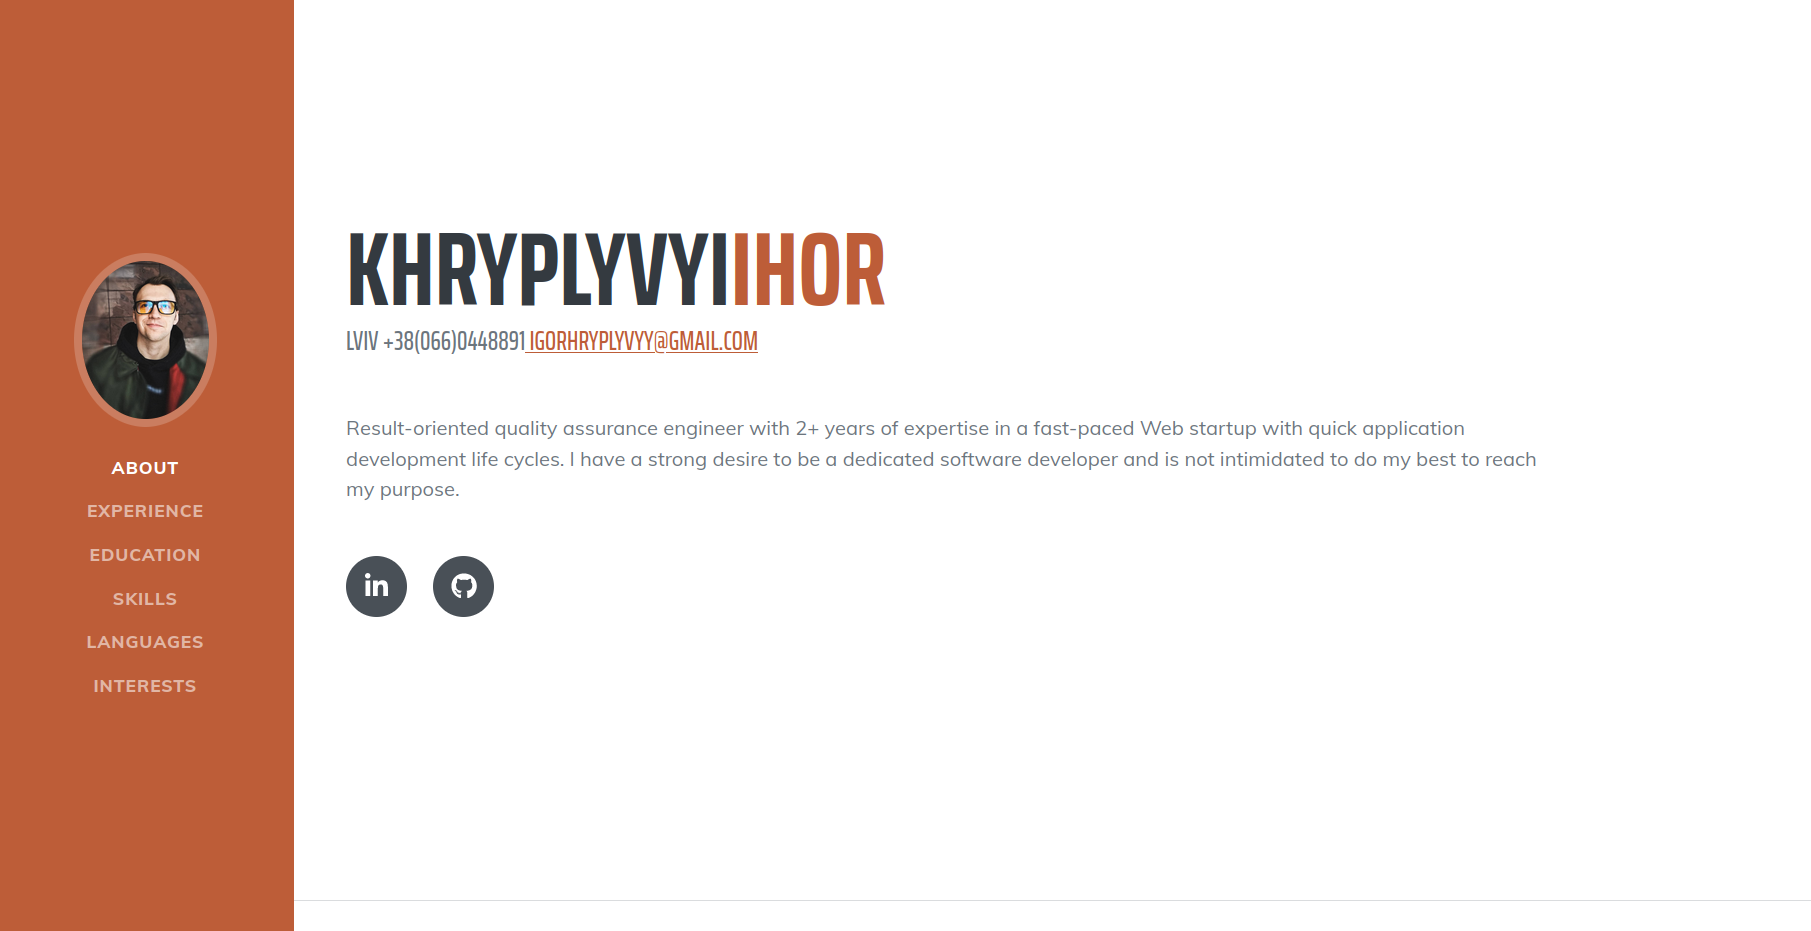 ABOUT
EXPERIENCE
EDUCATION
SKILLS
LANGUAGES
INTERESTS
KHRYPLYVYIIHOR
LVIV +38(066)0448891 IGORHRYPLYVYY@GMAIL.COM
Result-oriented quality assurance engineer with 2+ years of expertise in a fast-paced Web startup with quick application
development life cycles. I have a strong desire to be a dedicated software developer and is not intimidated to do my best to reach
my purpose.
in